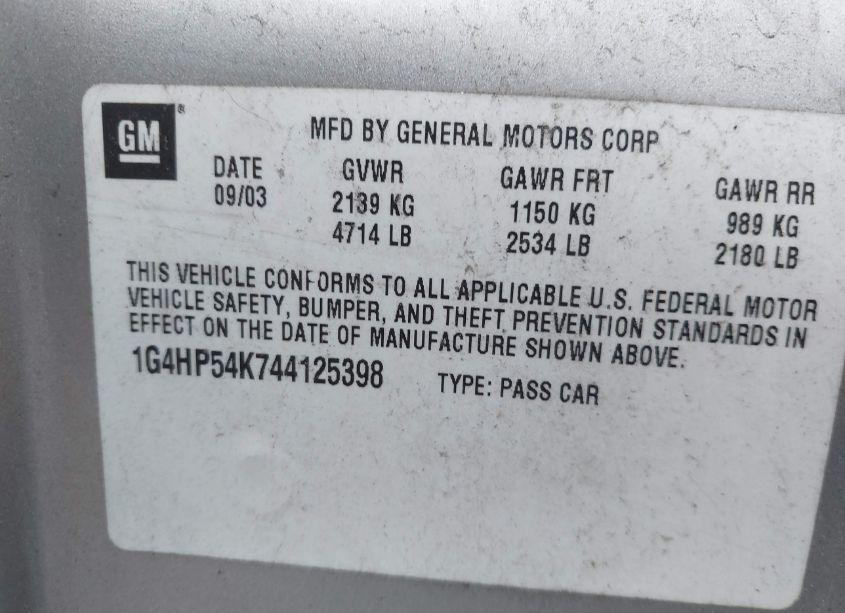 GM®
MFD BY GENERAL MOTORS CORP
DATE GVWR GAWR FRT GAWR RR
09/03 2139 KG 1150 KG 989 KG
4714 LB 2534 LB 2180 LB
THIS VEHICLE CONFORMS TO ALL APPLICABLE U.S. FEDERAL MOTOR
VEHICLE SAFETY, BUMPER, AND THEFT PREVENTION STANDARDS IN
EFFECT ON THE DATE OF MANUFACTURE SHOWN ABOVE.
1G4HP54K744125398 TYPE: PASS CAR